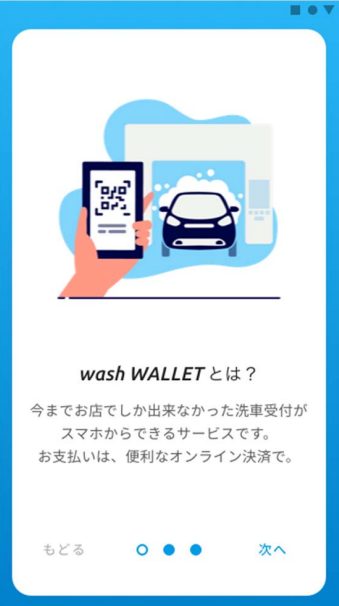 wash WALLET とは？
今までお店でしか出来なかった洗車受付が
スマホからできるサービスです。
お支払いは、便利なオンライン決済で。
もどる
次へ